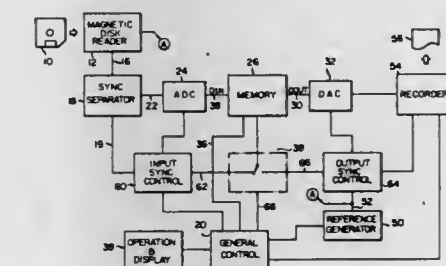 MAGNETIC
DISK
READER
A
10
12
16
24
26
32
56
54
SYNC
SEPARATOR
18
22
ADC
DIN
MEMORY
DOUT
30
DAC
RECORDER
19
36
38
INPUT
SYNC
CONTROL
60
62
66
OUTPUT
SYNC
CONTROL
64
A
52
20
66
REFERENCE
GENERATOR
50
38
OPERATION
&
DISPLAY
GENERAL
CONTROL